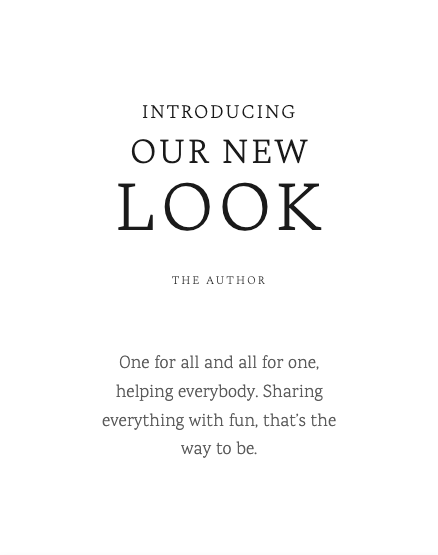 INTRODUCING
OUR NEW
LOOK
THE AUTHOR
One for all and all for one,
helping everybody. Sharing
everything with fun, that's the
way to be.